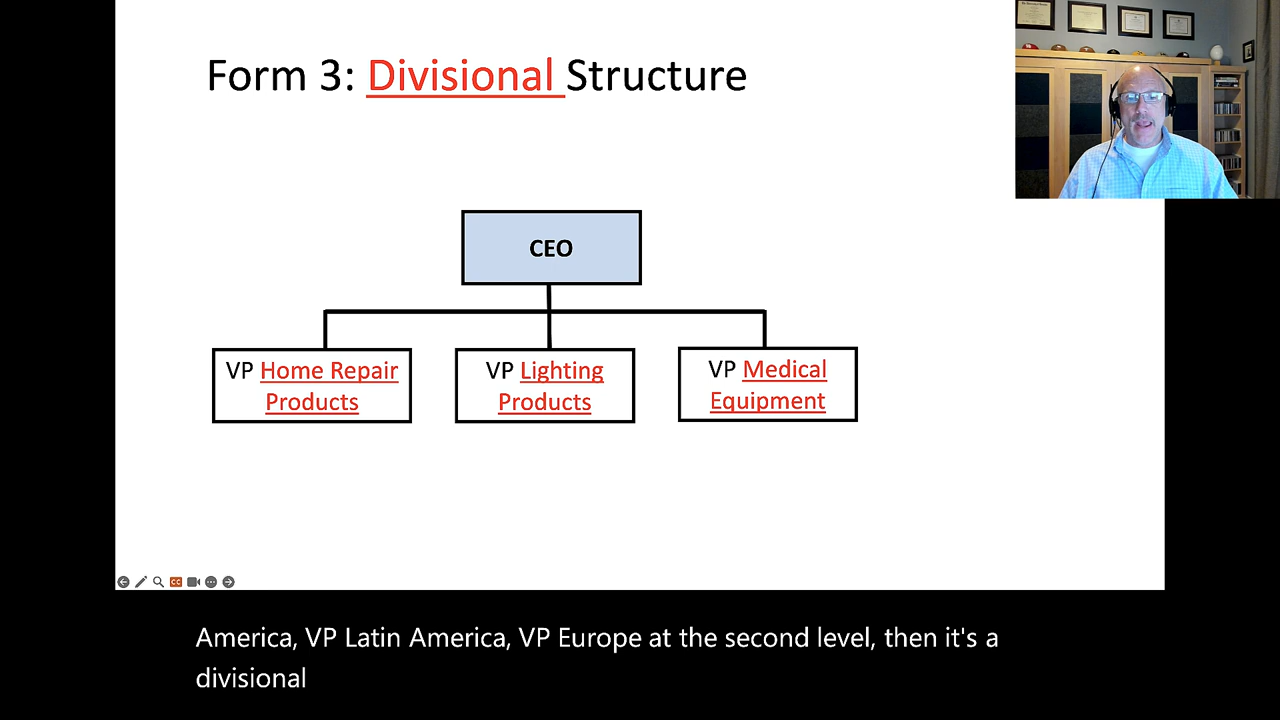 Form 3: Divisional Structure
CEO
VP Home Repair
Products
VP Lighting
Products
VP Medical
Equipment
CC
America, VP Latin America, VP Europe at the second level, then it's a
divisional